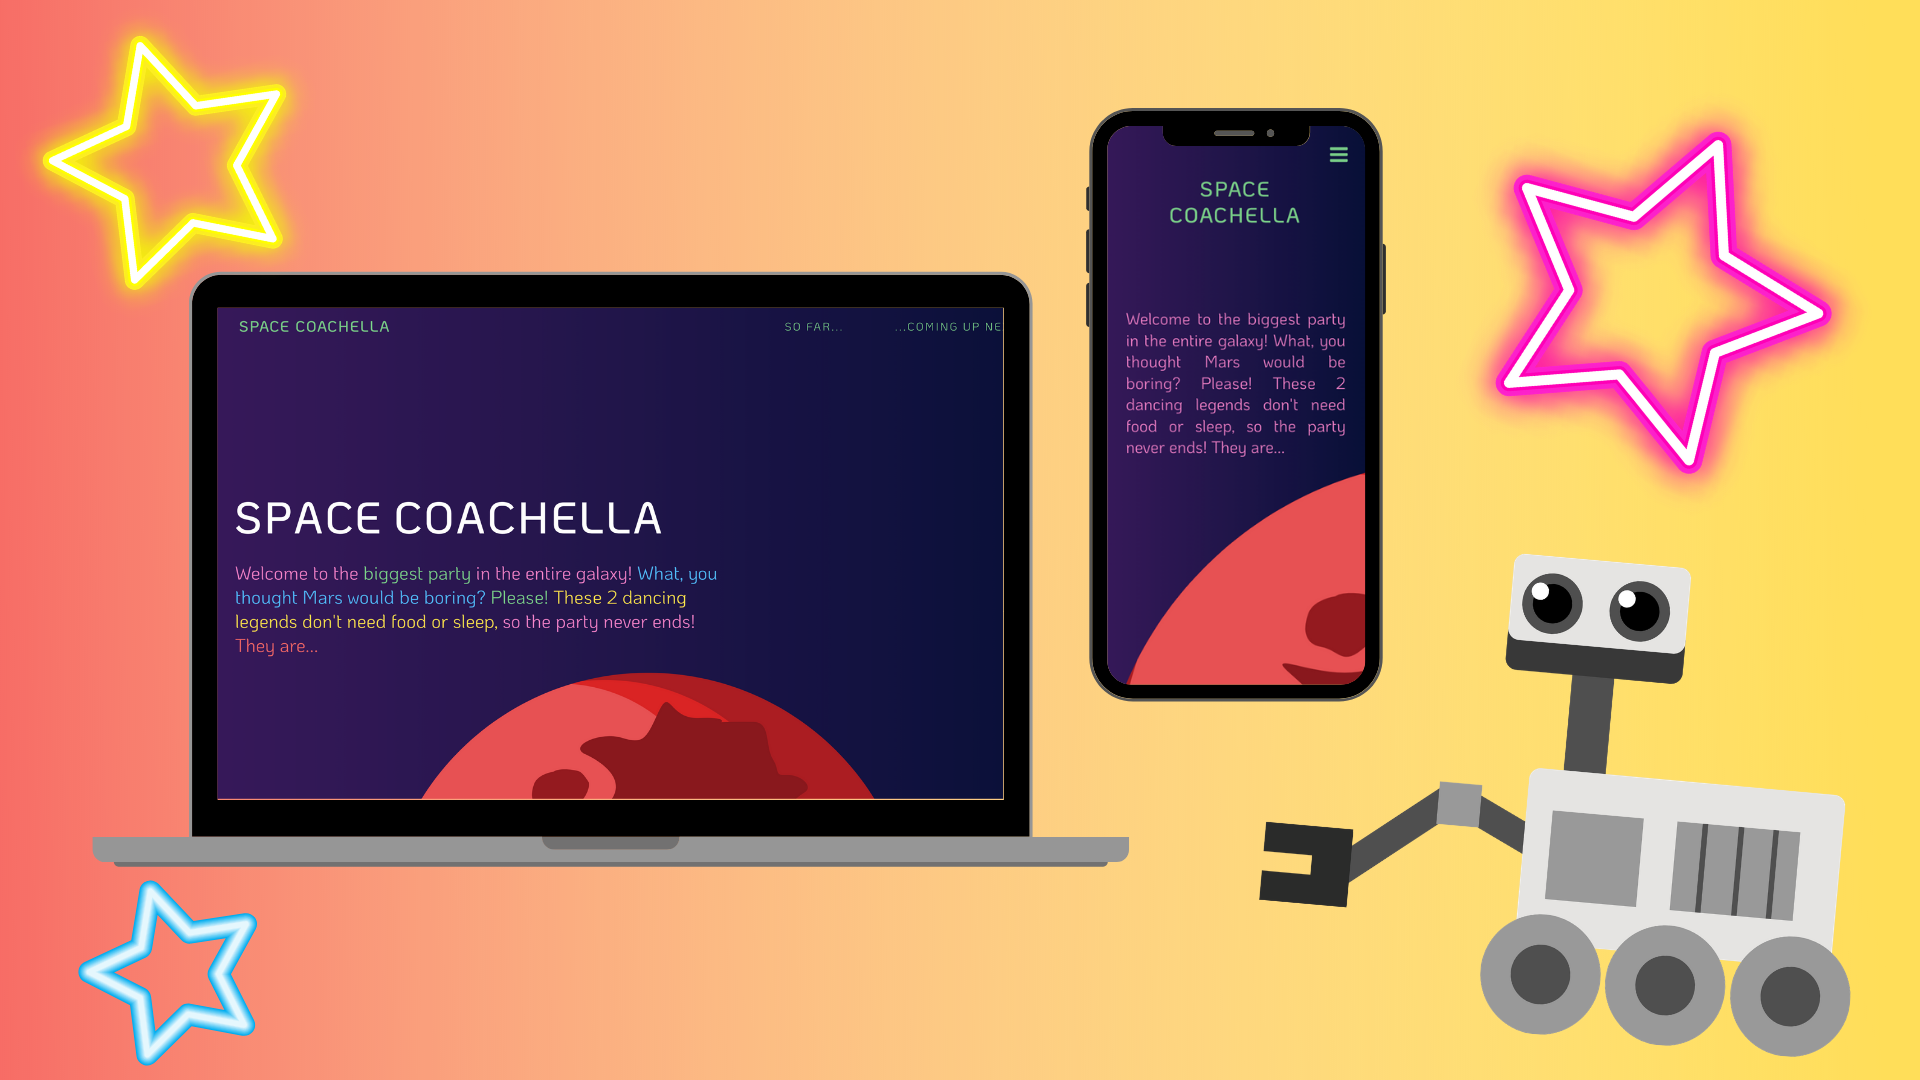 SPACE COACHELLA
SO FAR...
...COMING UP NE
SPACE COACHELLA
Welcome to the biggest party in the entire galaxy! What, you
thought Mars would be boring? Please! These 2 dancing
legends don't need food or sleep, so the party never ends!
They are...
SPACE
COACHELLA
Welcome to the biggest party
in the entire galaxy! What, you
thought Mars would be
boring? Please! These 2
dancing legends don't need
food or sleep, so the party
never ends! They are...